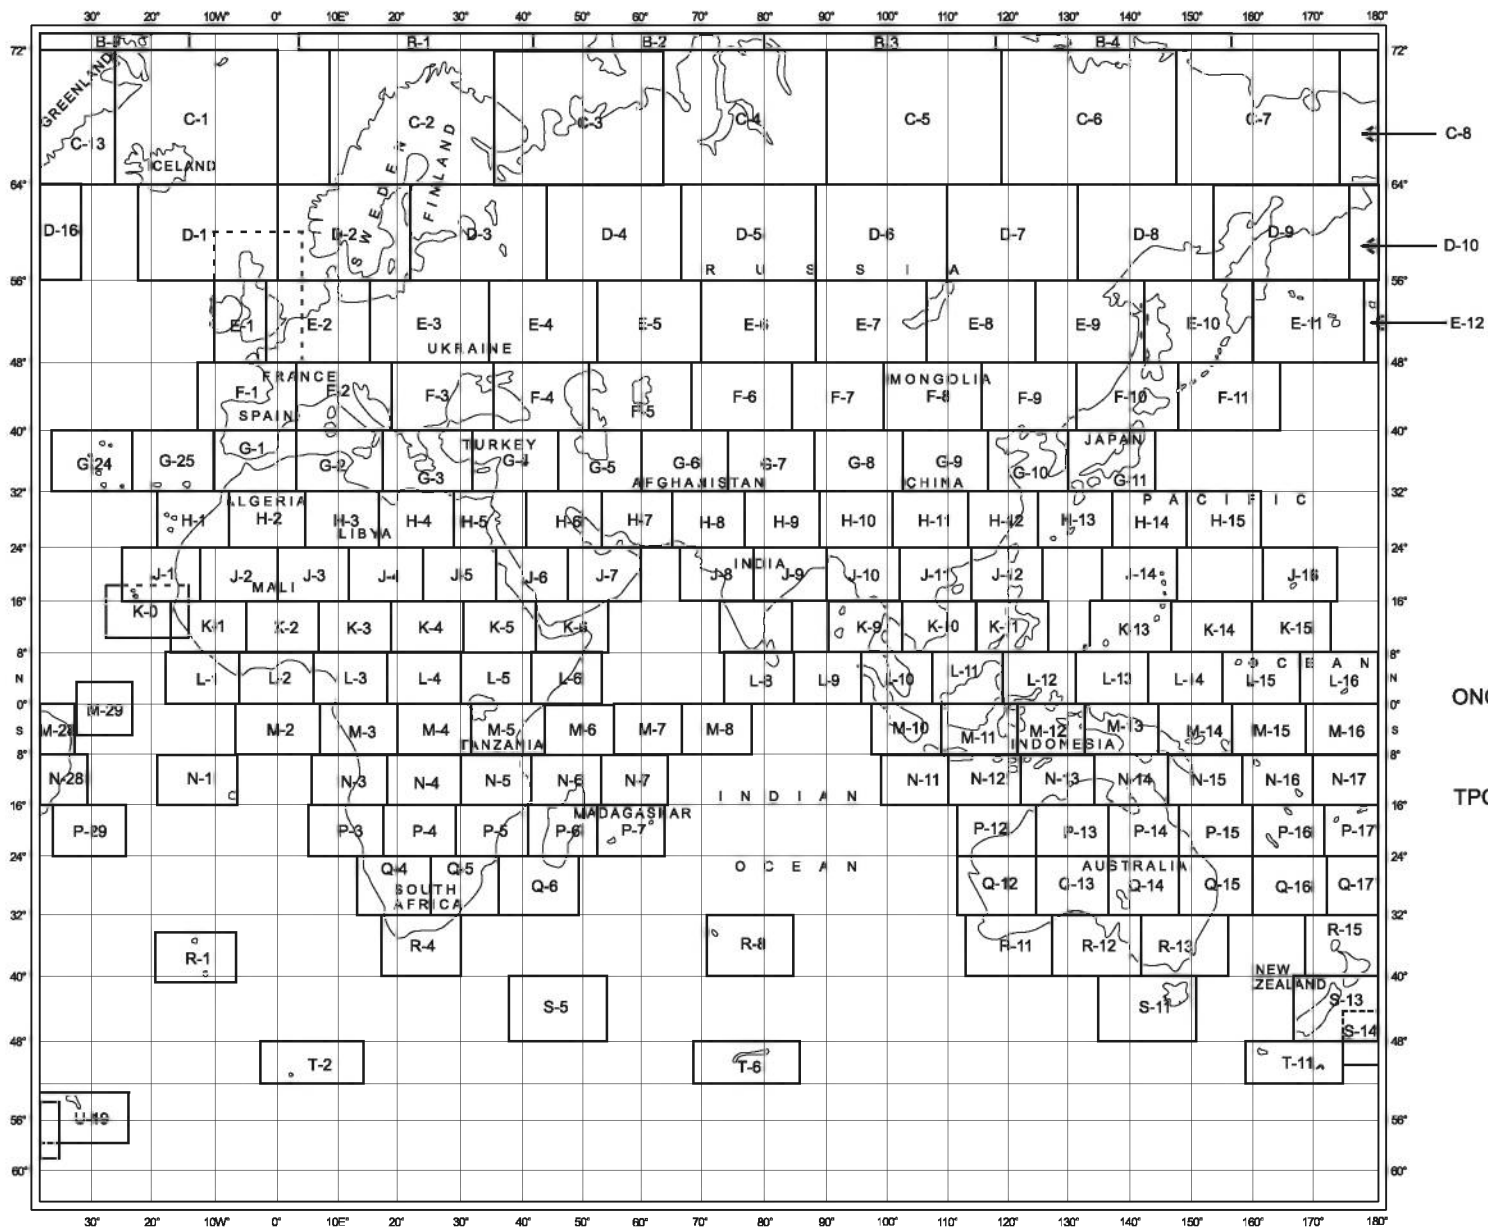 30° 20° 10W° 0° 10E° 20° 30° 40° 50° 60° 70° 80° 90° 100° 110° 120° 130° 140° 150° 160° 170° 180°
B-1 B-2 B-3 B-4
72° 72°
GREENLAND
C-13 C-1 C-2 C-3 C-4 C-5 C-6 C-7 C-8
ICELAND
64° 64°
SWEDEN
FINLAND
D-16 D-1 D-2 D-3 D-4 D-5 D-6 D-7 D-8 D-9 D-10
RUSSIA
56° 56°
E-1 E-2 E-3 E-4 E-5 E-6 E-7 E-8 E-9 E-10 E-11 E-12
UKRAINE
48° 48°
FRANCE MONGOLIA
F-1 F-2 F-3 F-4 F-5 F-6 F-7 F-8 F-9 F-10 F-11
SPAIN
40° 40°
TURKEY JAPAN
G-24 G-25 G-1 G-2 G-3 G-4 G-5 G-6 G-7 G-8 G-9 G-10 G-11
AFGHANISTAN CHINA
32° 32°
ALGERIA PACIFIC
H-1 H-2 H-3 H-4 H-5 H-6 H-7 H-8 H-9 H-10 H-11 H-12 H-13 H-14 H-15
LIBYA
24° 24°
INDIA
J-1 J-2 J-3 J-4 J-5 J-6 J-7 J-8 J-9 J-10 J-11 J-12 J-14 J-16
MALI
16° 16°
K-0 K-1 K-2 K-3 K-4 K-5 K-6 K-9 K-10 K-11 K-13 K-14 K-15
8° 8°
OCEAN
N L-1 L-2 L-3 L-4 L-5 L-6 L-8 L-9 L-10 L-11 L-12 L-13 L-14 L-15 L-16 N
0° 0°
S M-28 M-29 M-2 M-3 M-4 M-5 M-6 M-7 M-8 M-10 M-11 M-12 M-13 M-14 M-15 M-16 S
TANZANIA INDONESIA
8° 8°
N-28 N-1 N-3 N-4 N-5 N-6 N-7 N-11 N-12 N-13 N-14 N-15 N-16 N-17
INDIAN
16° 16°
MADAGASKAR
P-29 P-3 P-4 P-5 P-6 P-7 P-12 P-13 P-14 P-15 P-16 P-17
24° 24°
OCEAN AUSTRALIA
Q-4 Q-5 Q-6 Q-12 Q-13 Q-14 Q-15 Q-16 Q-17
SOUTH
AFRICA
32° 32°
R-1 R-4 R-8 R-11 R-12 R-13 R-15
40° 40°
NEW
ZEALAND
S-5 S-11 S-13
S-14
48° 48°
T-2 T-6 T-11
U-19
56° 56°
60° 60°
30° 20° 10W° 0° 10E° 20° 30° 40° 50° 60° 70° 80° 90° 100° 110° 120° 130° 140° 150° 160° 170° 180°